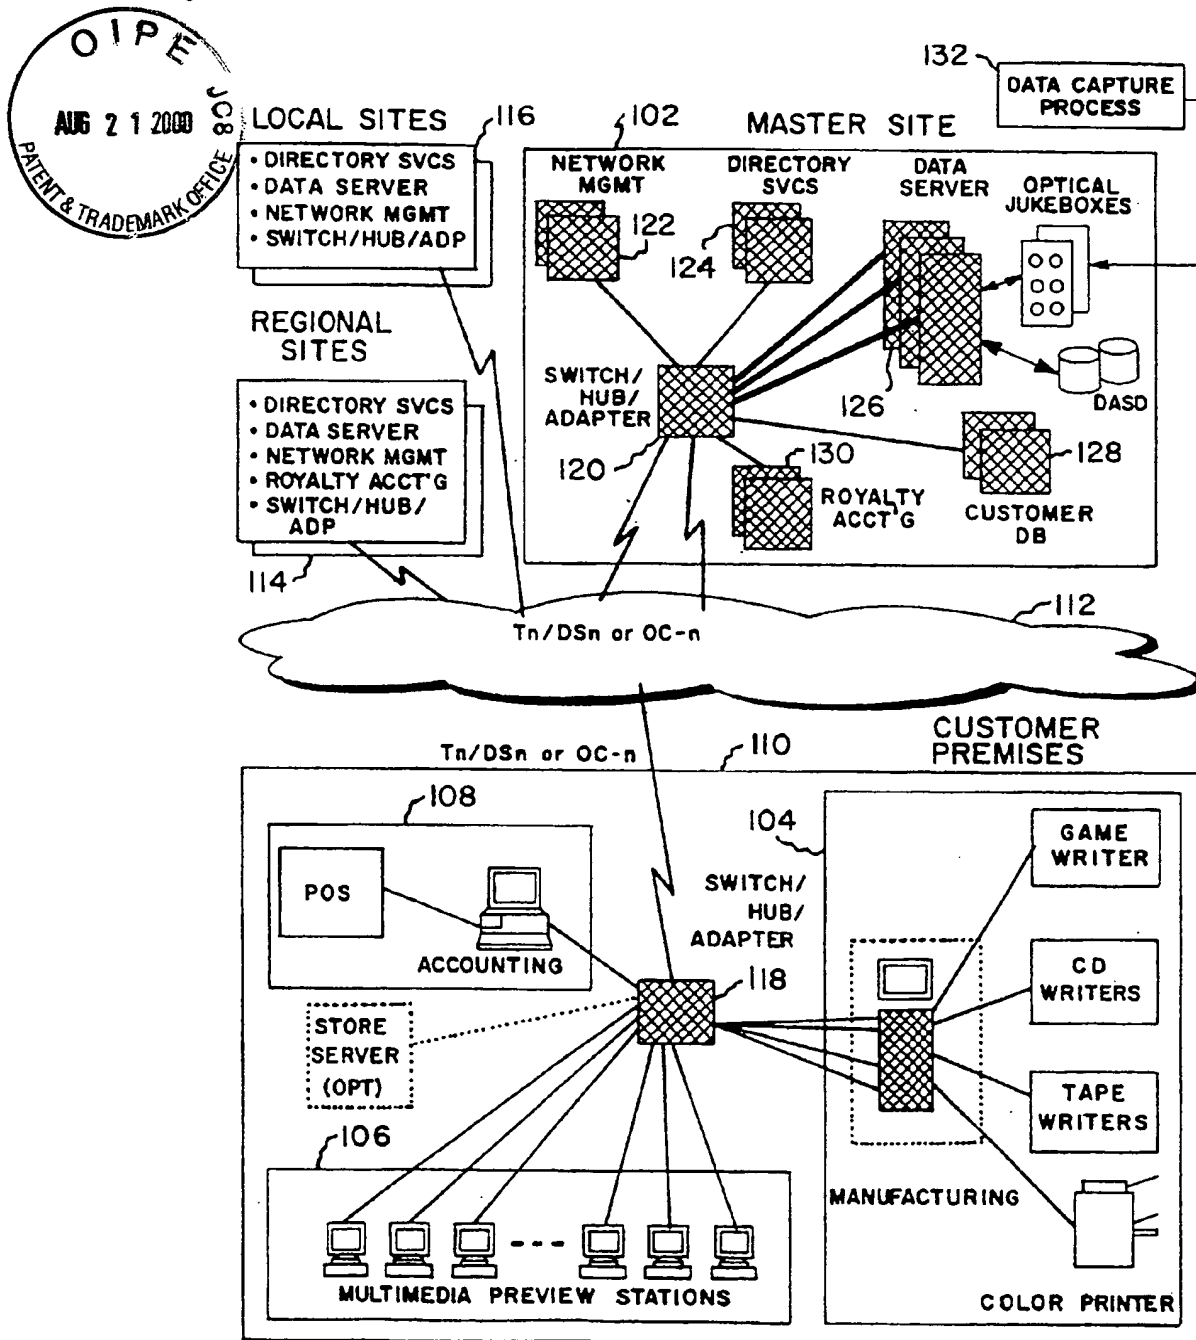 OIPE JC8
AUG 21 2000
PATENT & TRADEMARK OFFICE
132
DATA CAPTURE
PROCESS
LOCAL SITES
116
• DIRECTORY SVCS
• DATA SERVER
• NETWORK MGMT
• SWITCH/HUB/ADP
102
MASTER SITE
NETWORK
MGMT
122
DIRECTORY
SVCS
124
DATA
SERVER
126
OPTICAL
JUKEBOXES
DASD
SWITCH/
HUB/
ADAPTER
120
130
ROYALTY
ACCT'G
128
CUSTOMER
DB
REGIONAL
SITES
• DIRECTORY SVCS
• DATA SERVER
• NETWORK MGMT
• ROYALTY ACCT'G
• SWITCH/HUB/
ADP
114
112
Tn/DSn or OC-n
Tn/DSn or OC-n
110
CUSTOMER
PREMISES
108
POS
ACCOUNTING
SWITCH/
HUB/
ADAPTER
118
STORE
SERVER
(OPT)
104
GAME
WRITER
CD
WRITERS
TAPE
WRITERS
MANUFACTURING
COLOR PRINTER
106
MULTIMEDIA PREVIEW STATIONS